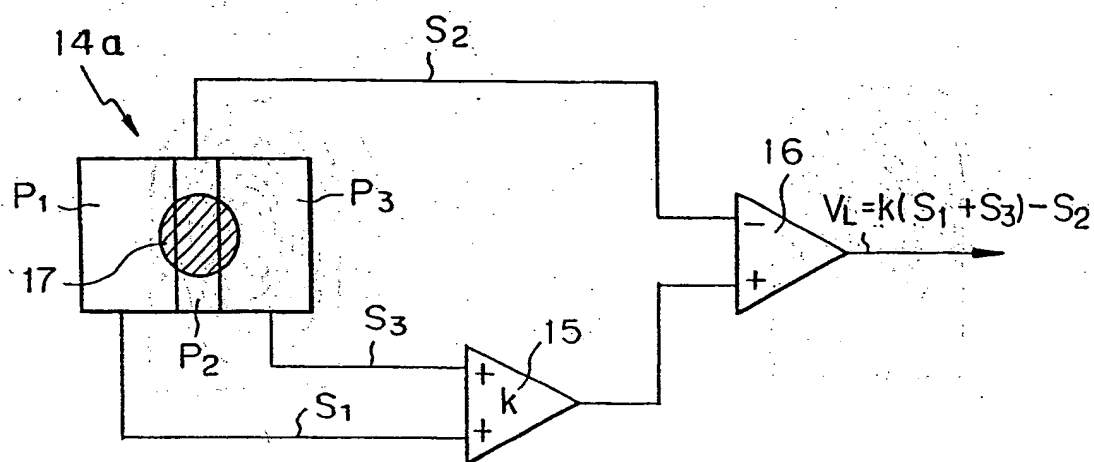 14a
S2
P1
P3
16
VL=k(S1+S3)-S2
−
+
17
P2
S3
15
+
k
S1
+